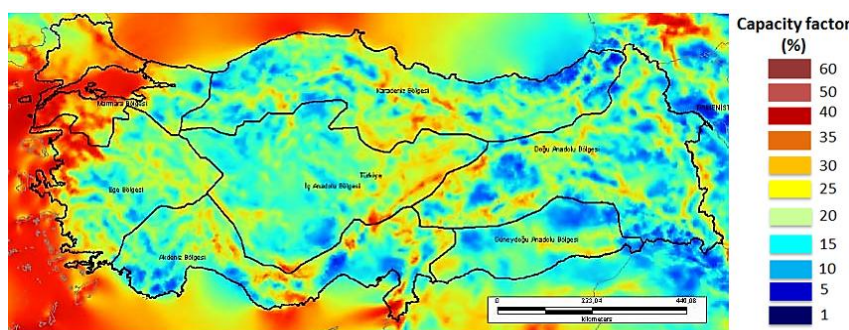 Capacity factor
(%)
60
50
40
35
30
25
20
15
10
5
1
Marmara Bölgesi
Karadeniz Bölgesi
Doğu Anadolu Bölgesi
Türkiye
Ege Bölgesi
İç Anadolu Bölgesi
Akdeniz Bölgesi
Güneydoğu Anadolu Bölgesi
0 223,04 440,08
kilometers